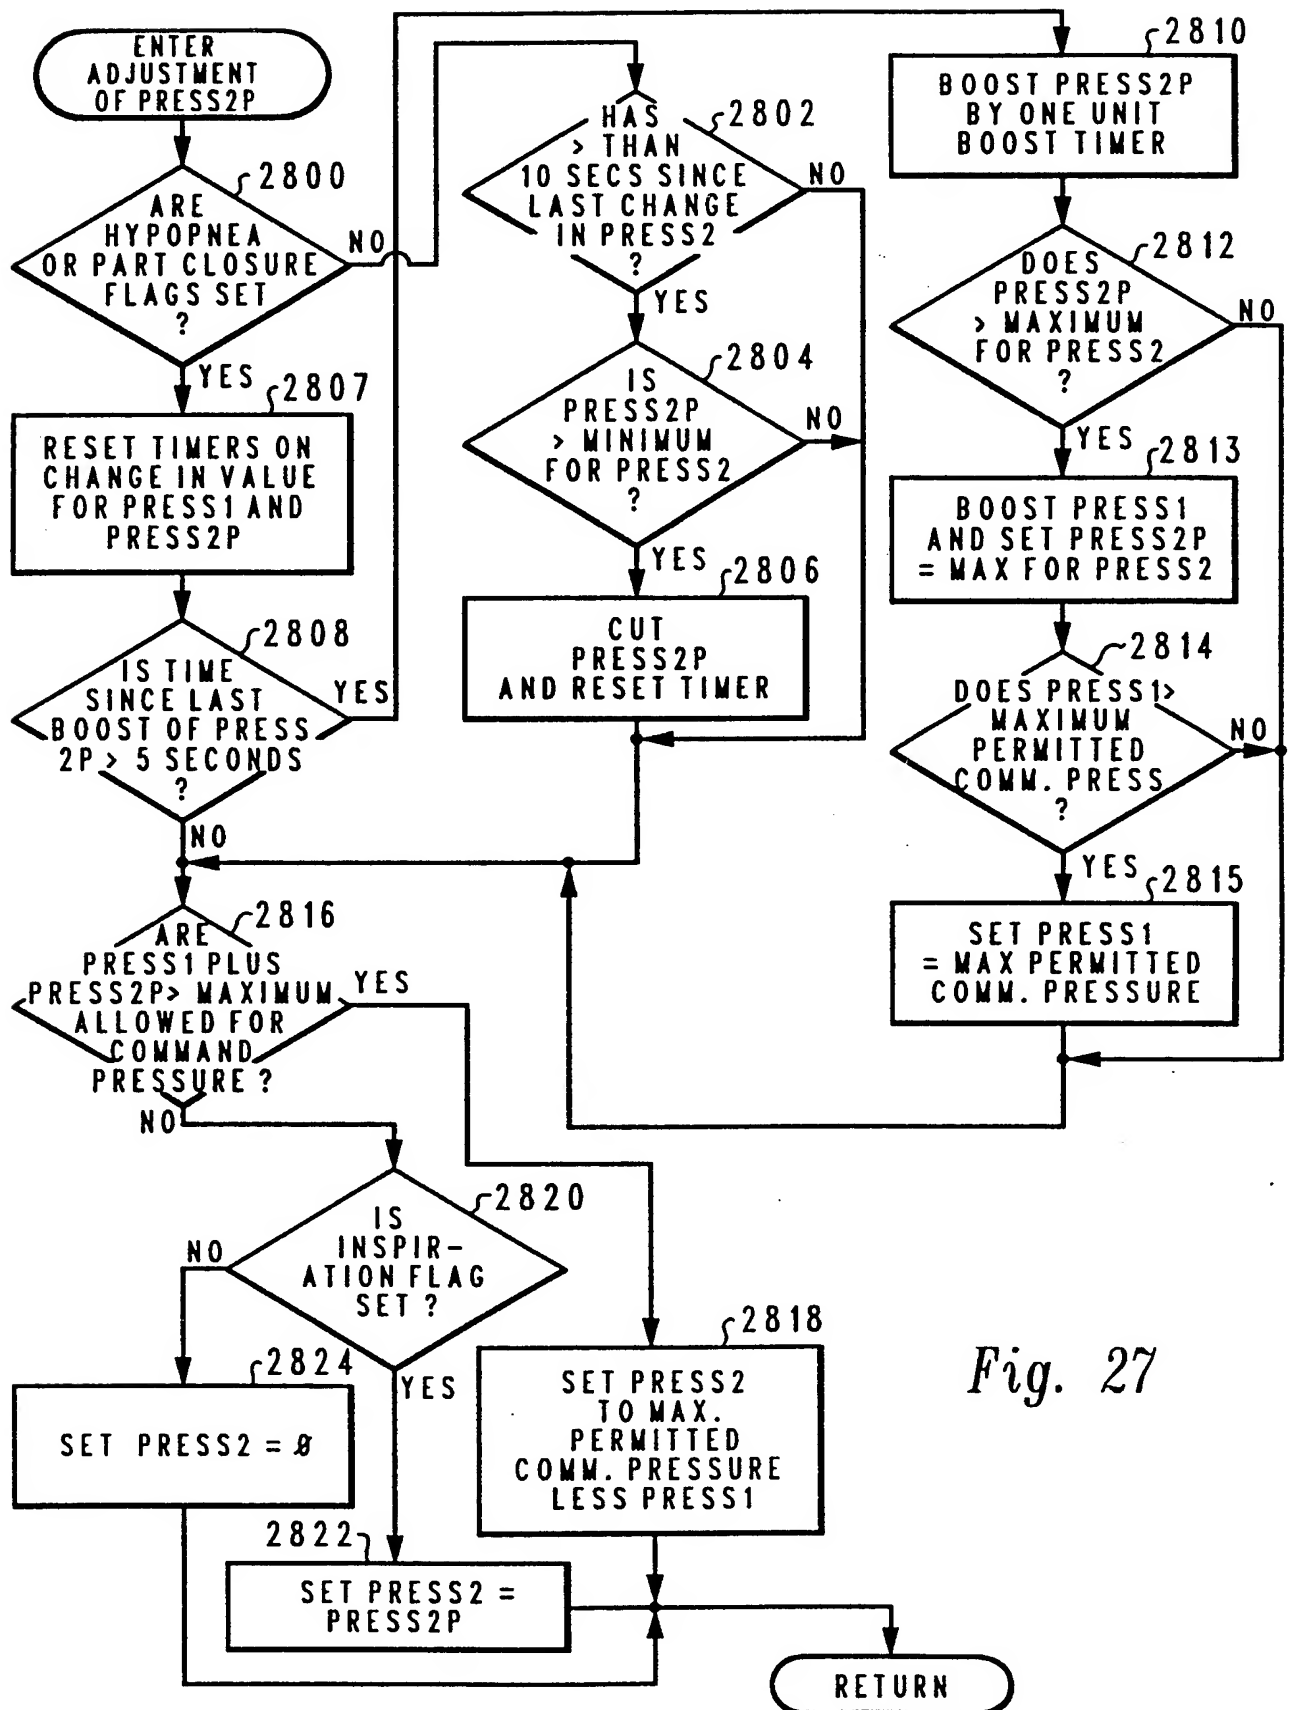 ENTER
ADJUSTMENT
OF PRESS2P
2800
ARE
HYPOPNEA
OR PART CLOSURE
FLAGS SET
?
NO
YES
2807
RESET TIMERS ON
CHANGE IN VALUE
FOR PRESS1 AND
PRESS2P
2808
IS TIME
SINCE LAST
BOOST OF PRESS
2P > 5 SECONDS
?
YES
NO
2802
HAS
> THAN
10 SECS SINCE
LAST CHANGE
IN PRESS2
?
NO
YES
2804
IS
PRESS2P
> MINIMUM
FOR PRESS2
?
NO
YES
2806
CUT
PRESS2P
AND RESET TIMER
2810
BOOST PRESS2P
BY ONE UNIT
BOOST TIMER
2812
DOES
PRESS2P
> MAXIMUM
FOR PRESS2
?
NO
YES
2813
BOOST PRESS1
AND SET PRESS2P
= MAX FOR PRESS2
2814
DOES PRESS1>
MAXIMUM
PERMITTED
COMM. PRESS
?
NO
YES
2815
SET PRESS1
= MAX PERMITTED
COMM. PRESSURE
2816
ARE
PRESS1 PLUS
PRESS2P> MAXIMUM
ALLOWED FOR
COMMAND
PRESSURE ?
YES
NO
2820
IS
INSPIR-
ATION FLAG
SET ?
NO
YES
2824
SET PRESS2 = 0
2822
SET PRESS2 =
PRESS2P
2818
SET PRESS2
TO MAX.
PERMITTED
COMM. PRESSURE
LESS PRESS1
RETURN
Fig. 27